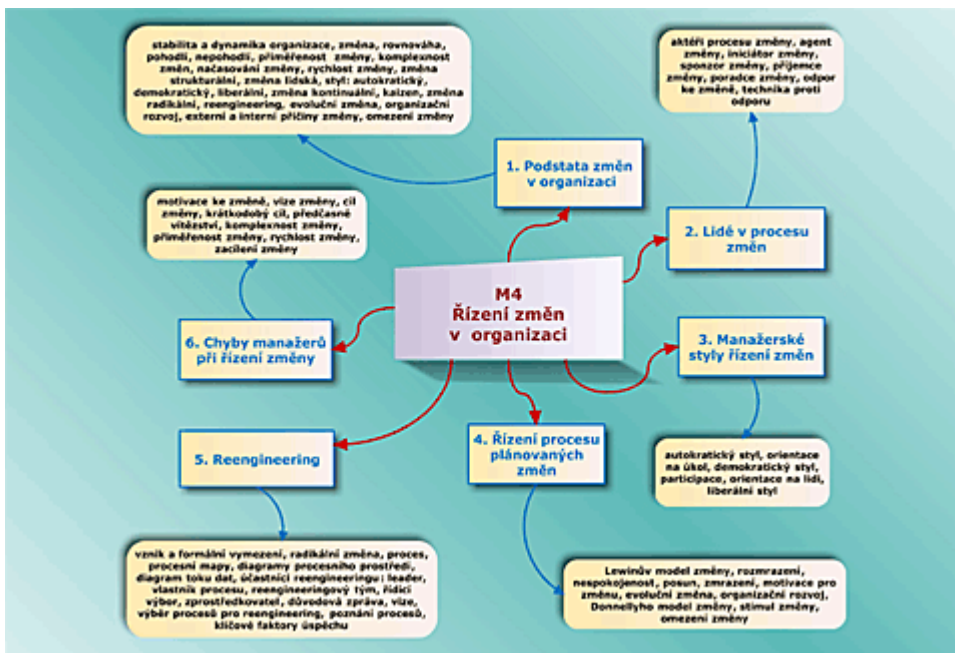 stabilita a dynamika organizace, změna, rovnováha,
pohodlí, nepohodlí, přiměřenost změny, komplexnost
změn, načasování změny, rychlost změny, změna
strukturální, změna lidská, styl: autokratický,
demokratický, liberální, změna kontinuální, kaizen, změna
radikální, reengineering, evoluční změna, organizační
rozvoj, externí a interní příčiny změny, omezení změny
aktéři procesu změny, agent
změny, iniciátor změny,
sponzor změny, příjemce
změny, poradce změny, odpor
ke změně, technika proti
odporu
1. Podstata změn
v organizaci
motivace ke změně, vize změny, cíl
změny, krátkodobý cíl, předčasné
vítězství, komplexnost změny,
přiměřenost změny, rychlost změny,
zacílení změny
2. Lidé v procesu
změn
M4
Řízení změn
v organizaci
6. Chyby manažerů
při řízení změny
3. Manažerské
styly řízení změn
5. Reengineering
4. Řízení procesu
plánovaných
změn
autokratický styl, orientace
na úkol, demokratický styl,
participace, orientace na lidi,
liberální styl
vznik a formální vymezení, radikální změna, proces,
procesní mapy, diagramy procesního prostředí,
diagram toku dat, účastníci reengineeringu: leader,
vlastník procesu, reengineeringový tým, řídící
výbor, zprostředkovatel, důvodová zpráva, vize,
výběr procesů pro reengineering, poznání procesů,
klíčové faktory úspěchu
Lewinův model změny, rozmrazení,
nespokojenost, posun, zmrazení, motivace pro
změnu, evoluční změna, organizační rozvoj,
Donnellyho model změny, stimul změny,
omezení změny